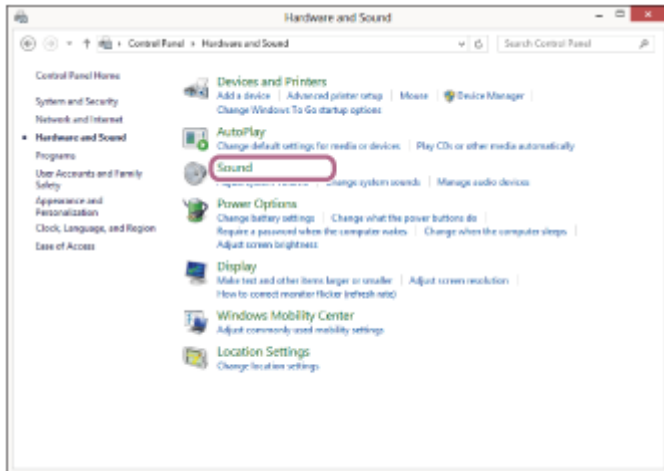 Hardware and Sound
Control Panel › Hardware and Sound
Search Control Panel
Control Panel Home
System and Security
Network and Internet
Hardware and Sound
Programs
User Accounts and Family
Safety
Appearance and
Personalization
Clock, Language, and Region
Ease of Access
Devices and Printers
Add a device | Advanced printer setup | Mouse | Device Manager
Change Windows To Go startup options
AutoPlay
Change default settings for media or devices | Play CDs or other media automatically
Sound
Change system sounds | Manage audio devices
Power Options
Change battery settings | Change what the power buttons do
Require a password when the computer wakes | Change when the computer sleeps
Adjust screen brightness
Display
Make text and other items larger or smaller | Adjust screen resolution
How to correct monitor flicker (refresh rate)
Windows Mobility Center
Adjust commonly used mobility settings
Location Settings
Change location settings